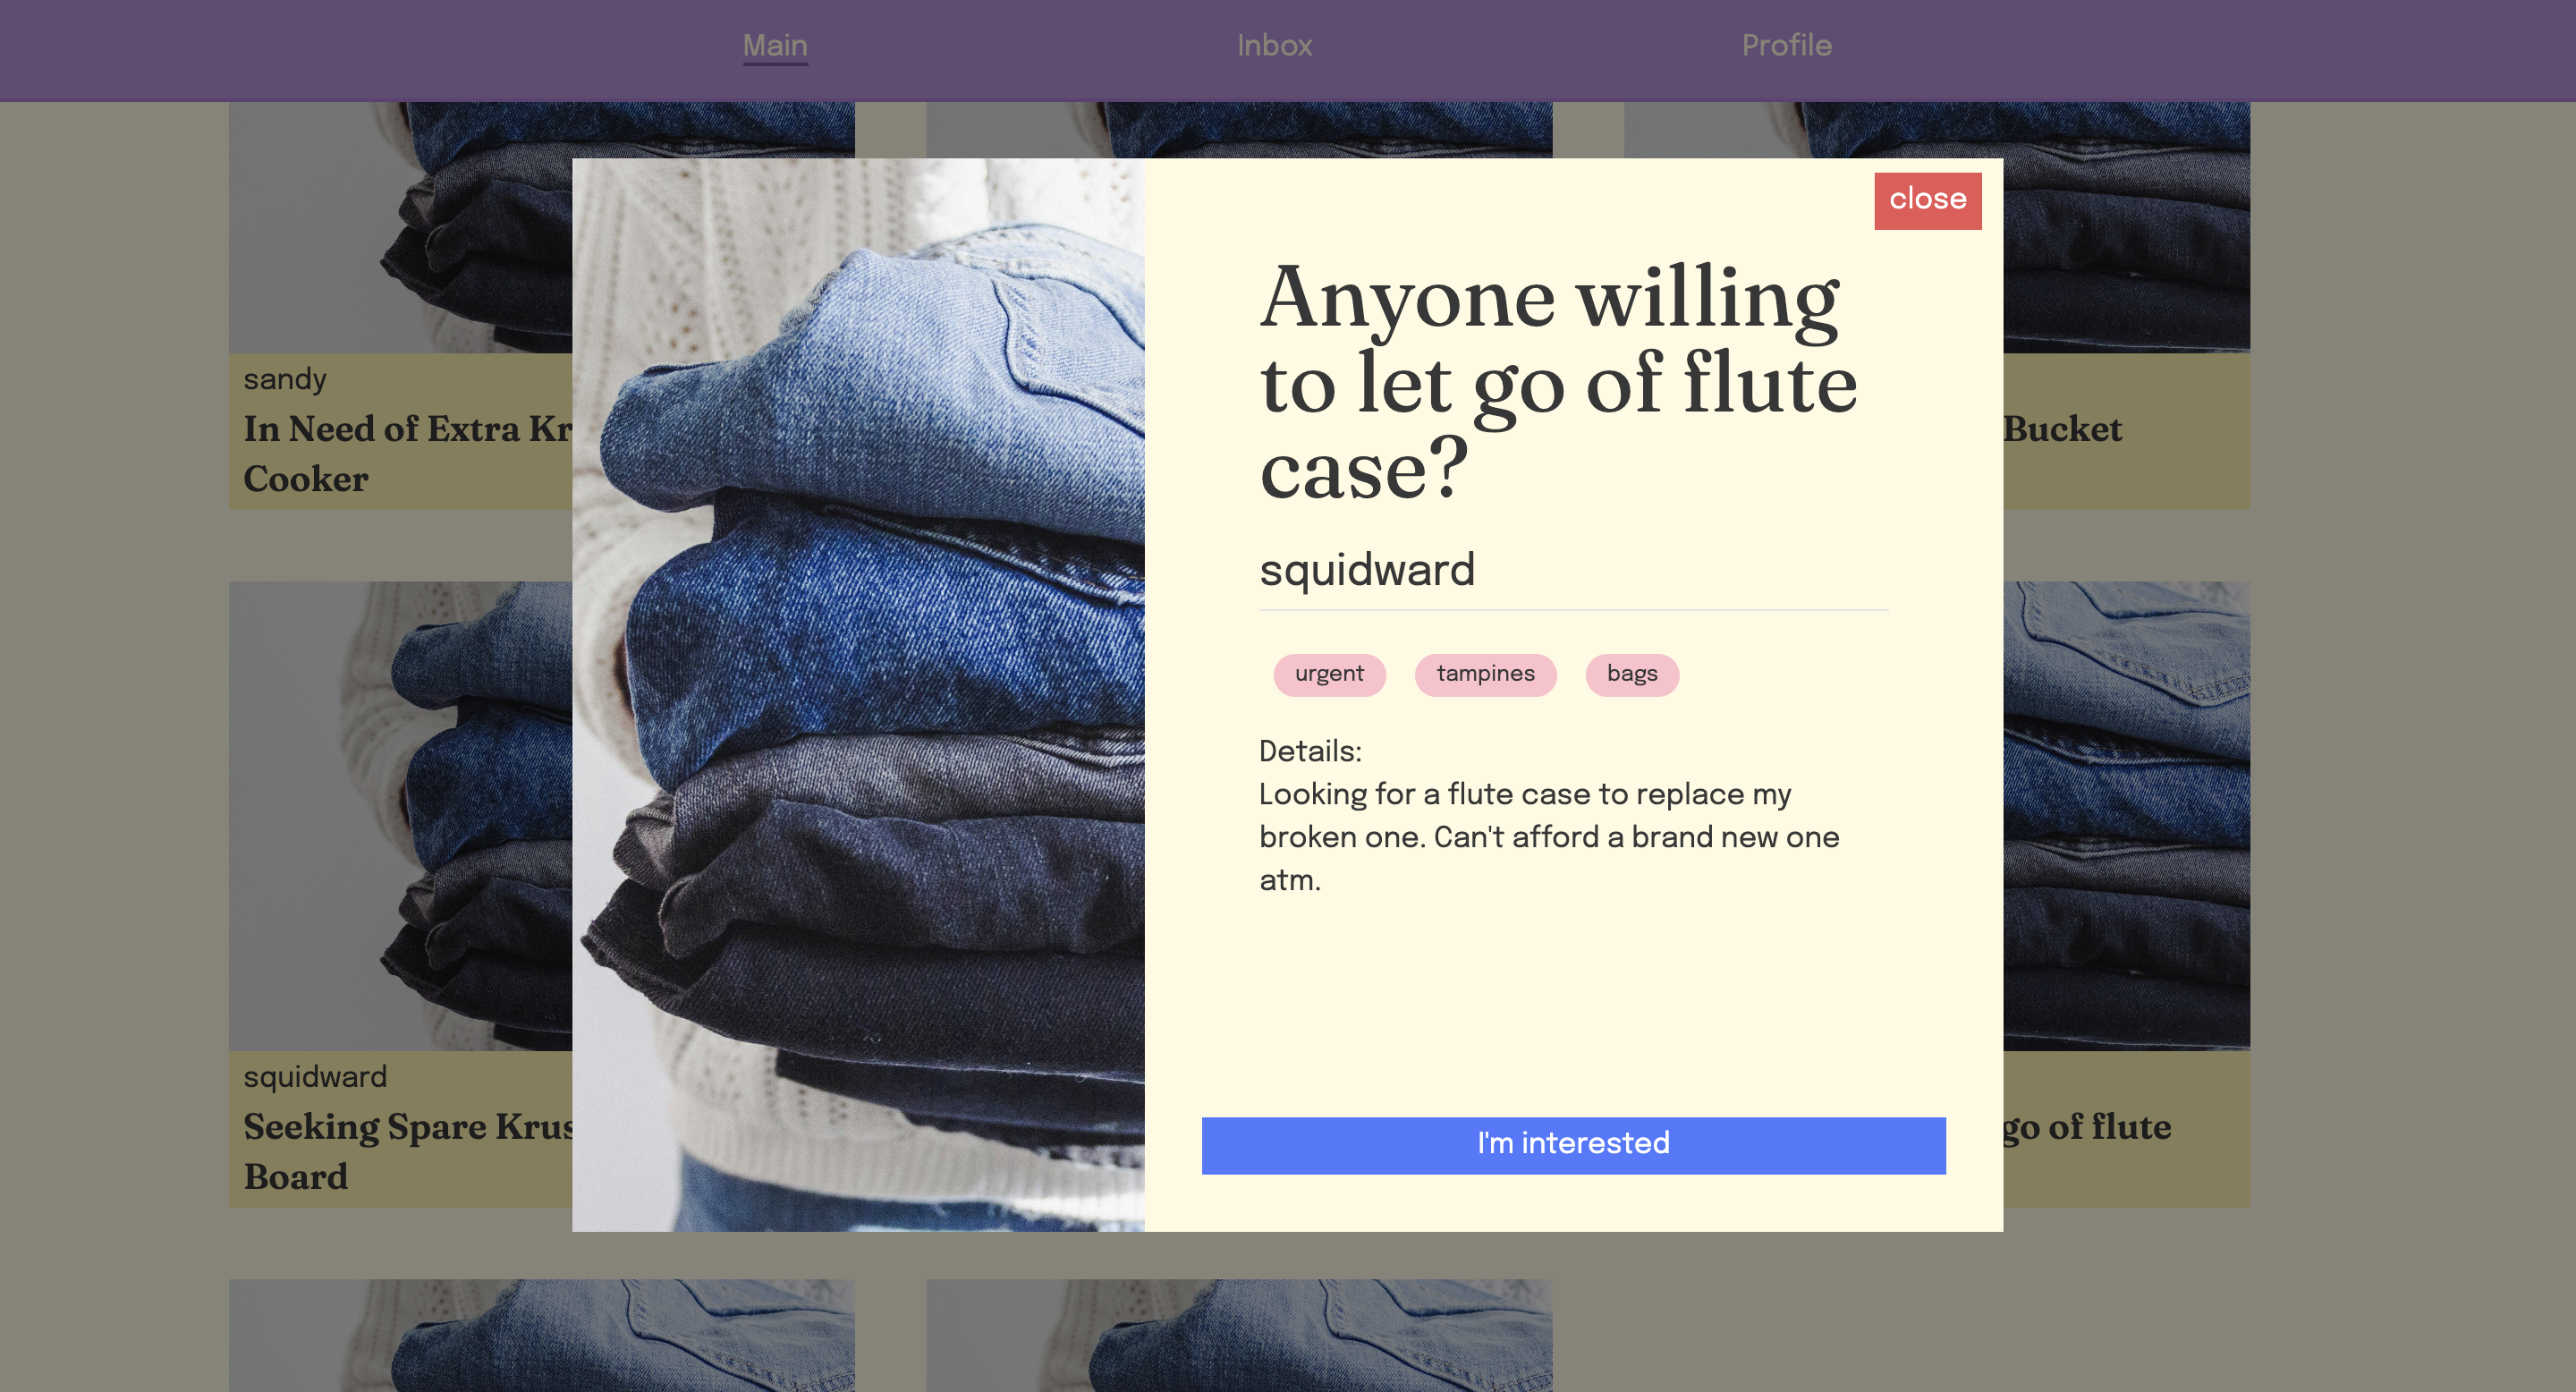 Main
Inbox
Profile
close
Anyone willing
to let go of flute
case?
squidward
urgent
tampines
bags
Details:
Looking for a flute case to replace my
broken one. Can't afford a brand new one
atm.
I'm interested
sandy
In Need of Extra Kr
Cooker
Bucket
squidward
Seeking Spare Krus
Board
go of flute